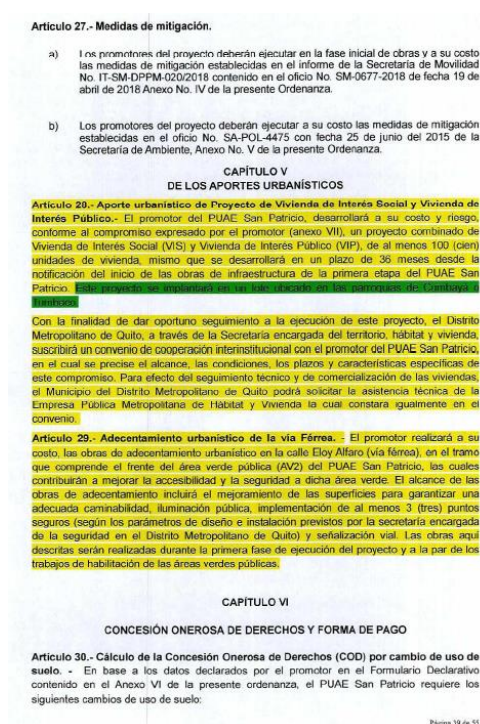 Artículo 27.- Medidas de mitigación.
a) Los promotores del proyecto deberán ejecutar en la fase inicial de obras y a su costo
las medidas de mitigación establecidas en el informe de la Secretaría de Movilidad
No. IT-SM-DPPM-020/2018 contenido en el oficio No. SM-0677-2018 de fecha 19 de
abril de 2018 Anexo No. IV de la presente Ordenanza.
b) Los promotores del proyecto deberán ejecutar a su costo las medidas de mitigación
establecidas en el oficio No. SA-POL-4475 con fecha 25 de junio del 2015 de la
Secretaría de Ambiente, Anexo No. V de la presente Ordenanza.
CAPÍTULO V
DE LOS APORTES URBANÍSTICOS
Artículo 28.- Aporte urbanístico de Proyecto de Vivienda de Interés Social y Vivienda de
Interés Público.- El promotor del PUAE San Patricio, desarrollará a su costo y riesgo,
conforme al compromiso expresado por el promotor (anexo VII), un proyecto combinado de
Vivienda de Interés Social (VIS) y Vivienda de Interés Público (VIP), de al menos 100 (cien)
unidades de vivienda, mismo que se desarrollará en un plazo de 36 meses desde la
notificación del inicio de las obras de infraestructura de la primera etapa del PUAE San
Patricio. Este proyecto se implantará en un lote ubicado en las parroquias de Cumbayá o
Tumbaco.
Con la finalidad de dar oportuno seguimiento a la ejecución de este proyecto, el Distrito
Metropolitano de Quito, a través de la Secretaría encargada del territorio, hábitat y vivienda,
suscribirá un convenio de cooperación interinstitucional con el promotor del PUAE San Patricio,
en el cual se precise el alcance, las condiciones, los plazos y características específicas de
este compromiso. Para efecto del seguimiento técnico y de comercialización de las viviendas,
el Municipio del Distrito Metropolitano de Quito podrá solicitar la asistencia técnica de la
Empresa Pública Metropolitana de Hábitat y Vivienda la cual constara igualmente en el
convenio.
Artículo 29.- Adecentamiento urbanístico de la vía Férrea. - El promotor realizará a su
costo, las obras de adecentamiento urbanístico en la calle Eloy Alfaro (vía férrea), en el tramo
que comprende el frente del área verde pública (AV2) del PUAE San Patricio, las cuales
contribuirán a mejorar la accesibilidad y la seguridad a dicha área verde. El alcance de las
obras de adecentamiento incluirá el mejoramiento de las superficies para garantizar una
adecuada caminabilidad, iluminación pública, implementación de al menos 3 (tres) puntos
seguros (según los parámetros de diseño e instalación previstos por la secretaría encargada
de la seguridad en el Distrito Metropolitano de Quito) y señalización vial. Las obras aquí
descritas serán realizadas durante la primera fase de ejecución del proyecto y a la par de los
trabajos de habilitación de las áreas verdes públicas.
CAPÍTULO VI
CONCESIÓN ONEROSA DE DERECHOS Y FORMA DE PAGO
Artículo 30.- Cálculo de la Concesión Onerosa de Derechos (COD) por cambio de uso de
suelo. - En base a los datos declarados por el promotor en el Formulario Declarativo
contenido en el Anexo VI de la presente ordenanza, el PUAE San Patricio requiere los
siguientes cambios de uso de suelo:
Página 19 de 55